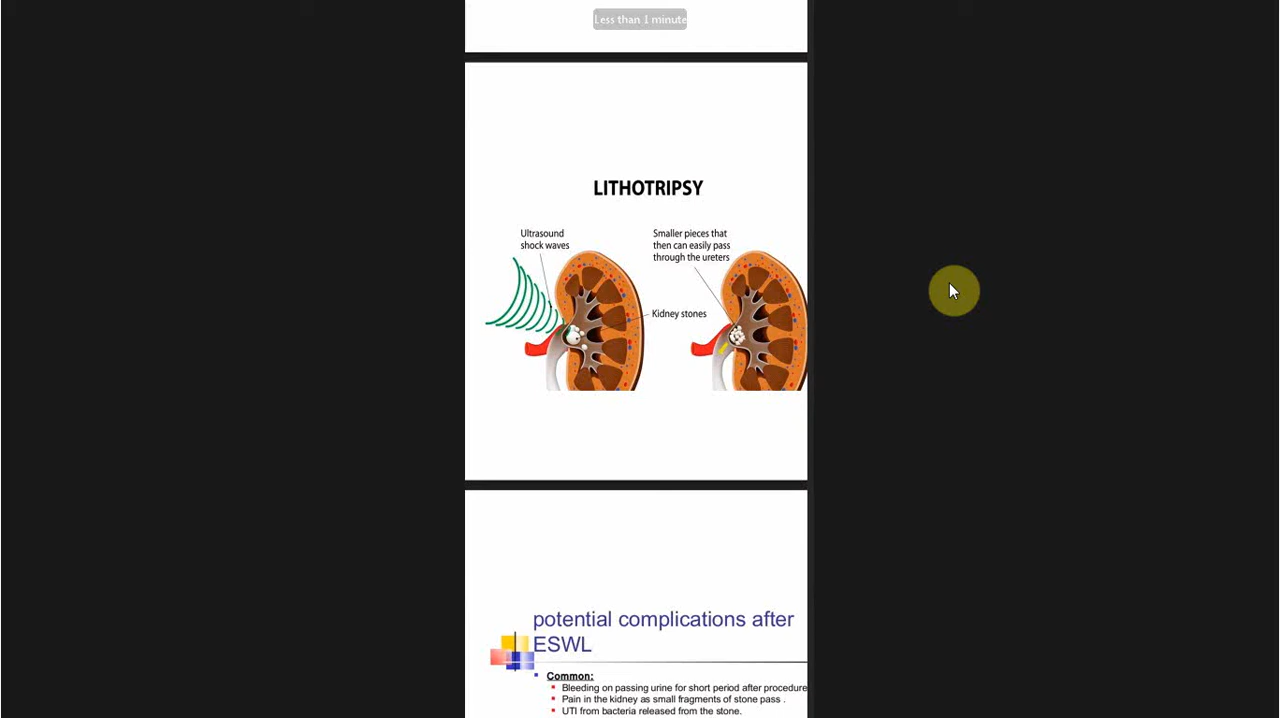 Less than 1 minute
LITHOTRIPSY
Ultrasound
shock waves
Smaller pieces that
then can easily pass
through the ureters
Kidney stones
potential complications after
ESWL
Common:
Bleeding on passing urine for short period after procedure
Pain in the kidney as small fragments of stone pass .
UTI from bacteria released from the stone.